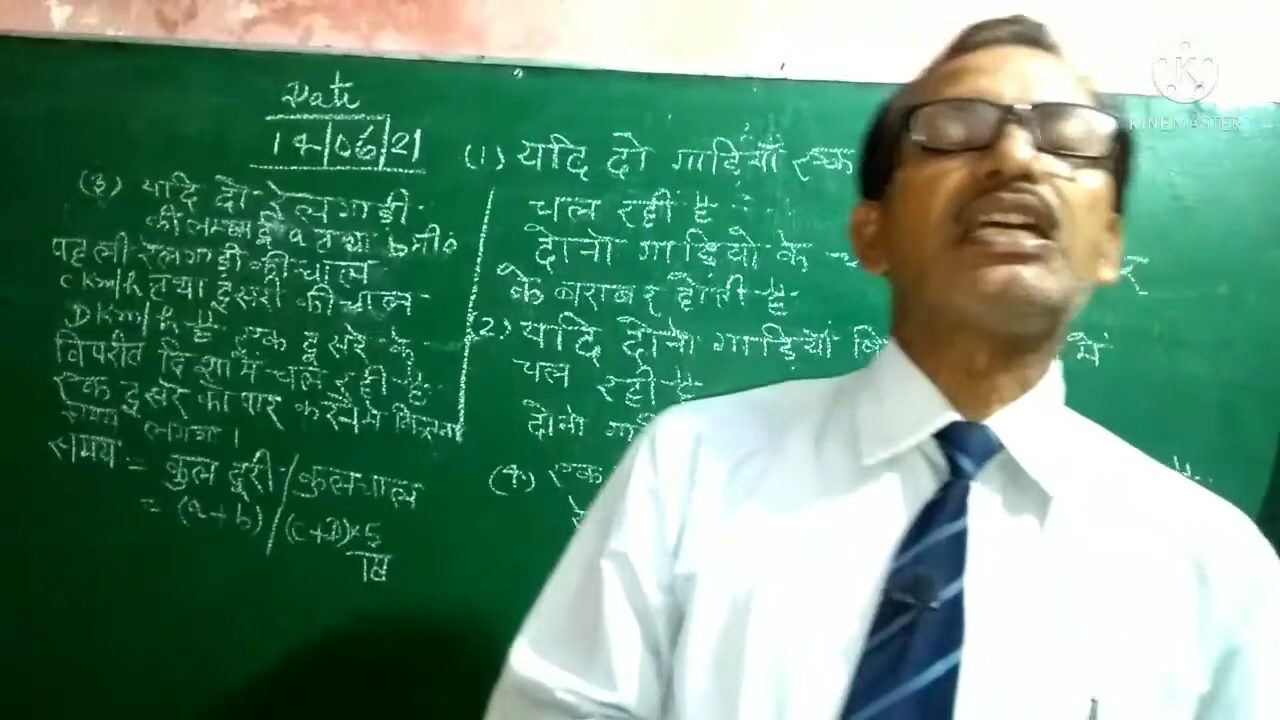 Date
14|06|21
(3) यदि दो रेलगाड़ी
की लम्बाई a तथा b मी०
पहली रेलगाड़ी की चाल
c km/h तथा दूसरी की चाल
D km/h है एक दूसरे के
विपरीत दिशा में चल रही है
एक दूसरे को पार करने में कितना
समय लगेगा।
समय = कुल दूरी / कुल चाल
= (a+b) / (c+D)×5
18
(1) यदि दो गाड़ियाँ एक
चल रही है
दोनो गाड़ियो के
के बराबर होती है
(2) यदि दोनो गाड़ियाँ में
चल रही है
दोनो
(4) एक
KINEMASTER